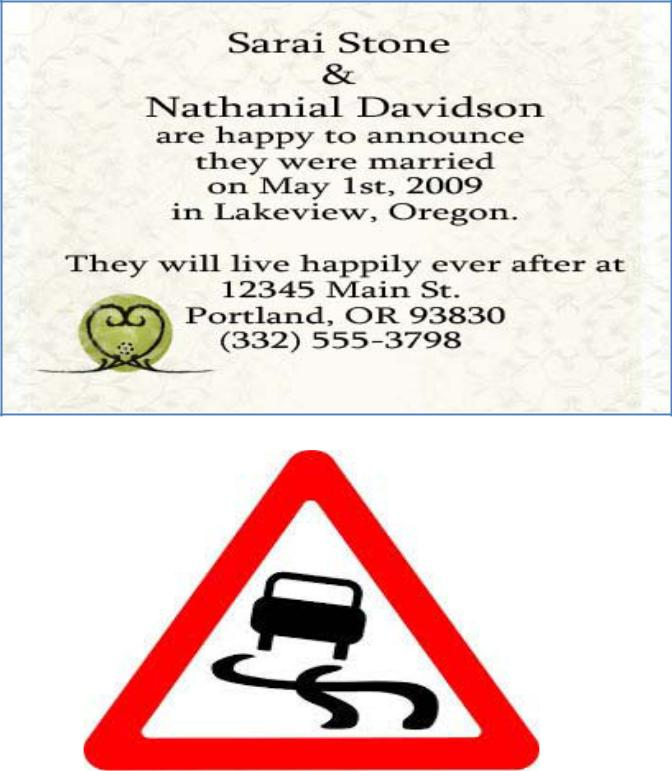 Sarai Stone
&
Nathanial Davidson
are happy to announce
they were married
on May 1st, 2009
in Lakeview, Oregon.
They will live happily ever after at
12345 Main St.
Portland, OR 93830
(332) 555-3798